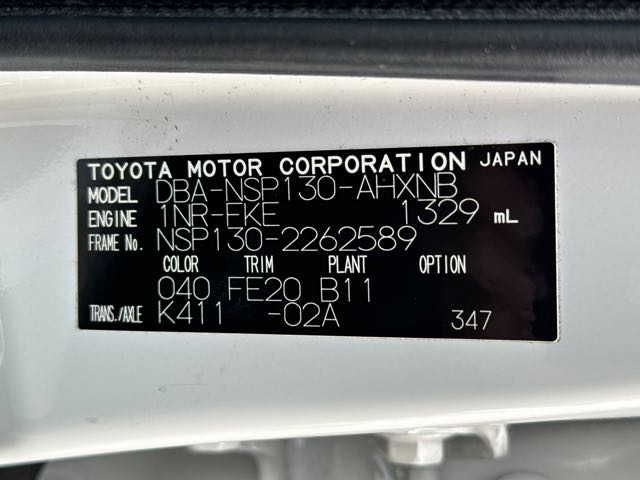 TOYOTA MOTOR CORPORATION JAPAN
MODEL DBA-NSP130-AHXNB
ENGINE 1NR-FKE 1329 mL
FRAME No. NSP130-2262589
COLOR TRIM PLANT OPTION
040 FE20 B11
TRANS./AXLE K411 -02A 347